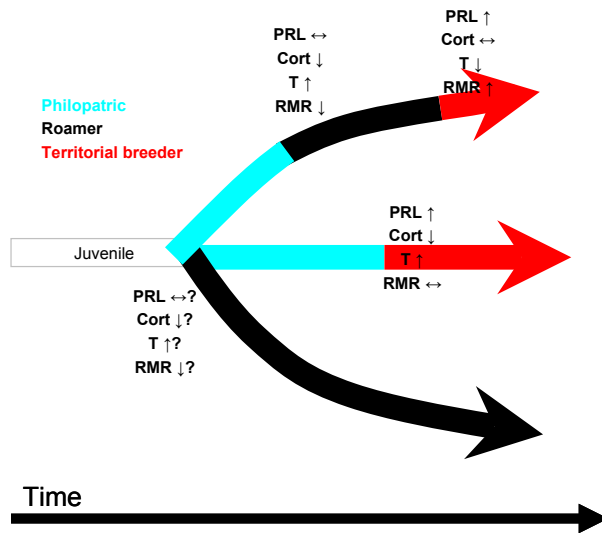 PRL ↔
Cort ↓
T ↑
RMR ↓
PRL ↑
Cort ↔
T ↓
RMR ↑
Philopatric
Roamer
Territorial breeder
Juvenile
PRL ↑
Cort ↓
T ↑
RMR ↔
PRL ↔?
Cort ↓?
T ↑?
RMR ↓?
Time